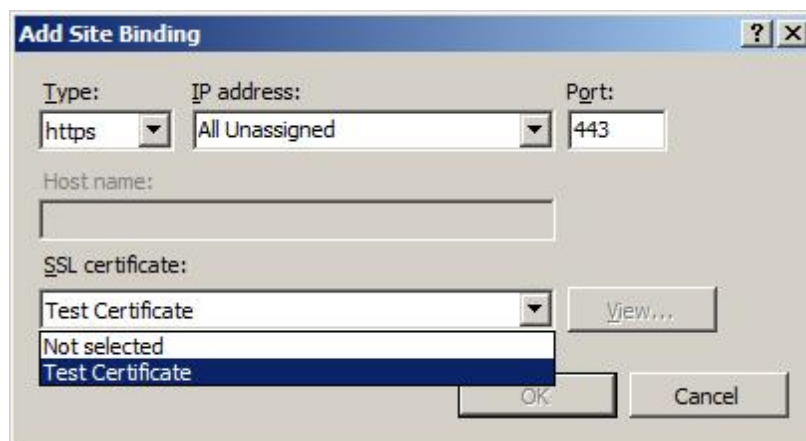 Add Site Binding ? X
Type: IP address: Port:
https All Unassigned 443
Host name:
SSL certificate:
Test Certificate View...
Not selected
Test Certificate
OK Cancel